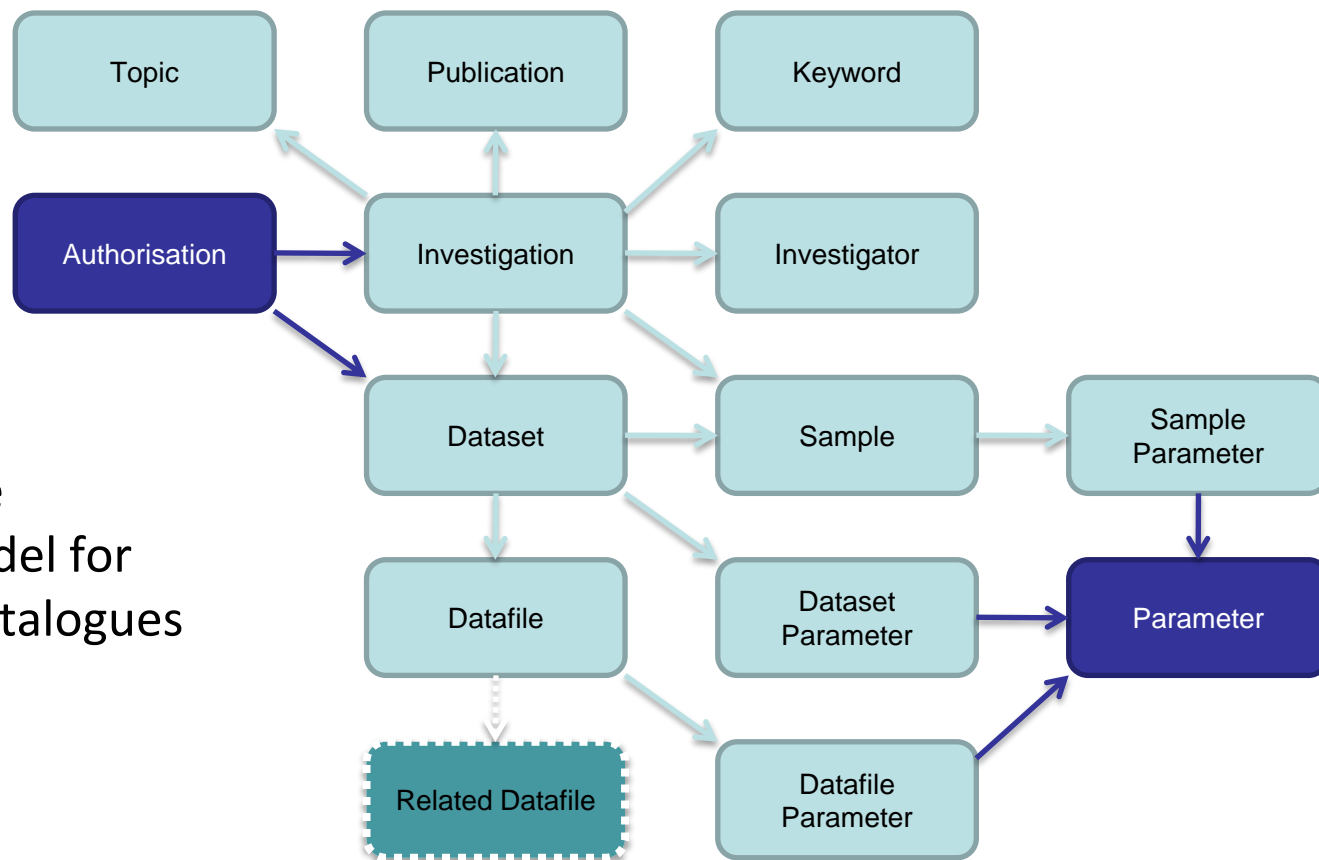 Topic
Publication
Keyword
Authorisation
Investigation
Investigator
Dataset
Sample
Sample
Parameter
del for
talogues
Datafile
Dataset
Parameter
Parameter
Related Datafile
Datafile
Parameter